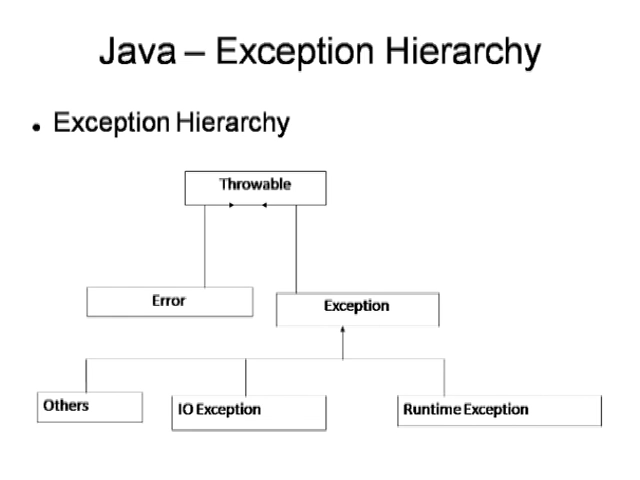 Java – Exception Hierarchy
• Exception Hierarchy
Throwable
Error
Exception
Others
IO Exception
Runtime Exception